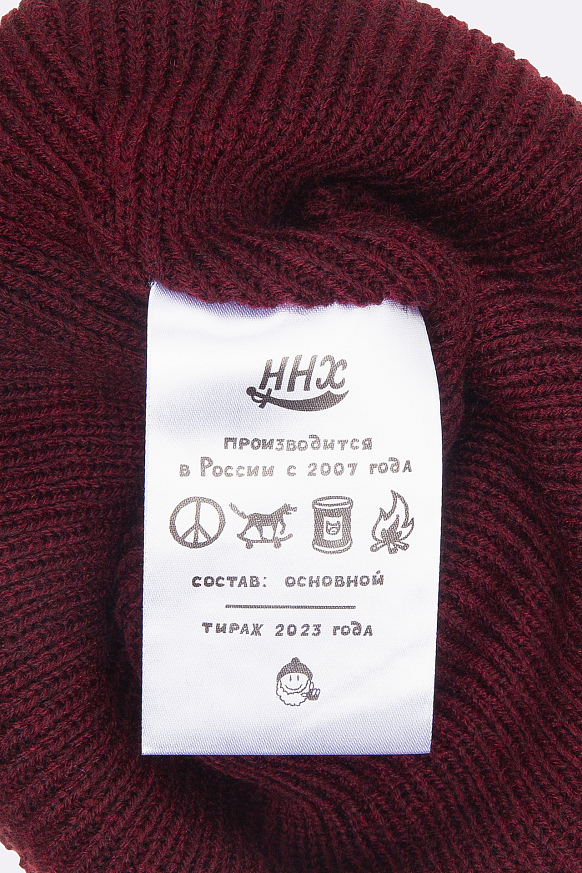 ННХ
ПРОИЗВОДИТСЯ
в России с 2007 года
СОСТАВ: ОСНОВНОЙ
ТИРАЖ 2023 года